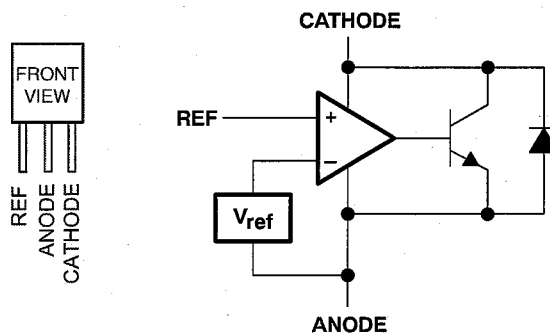 FRONT
VIEW
REF
ANODE
CATHODE
CATHODE
REF
+
−
Vref
ANODE